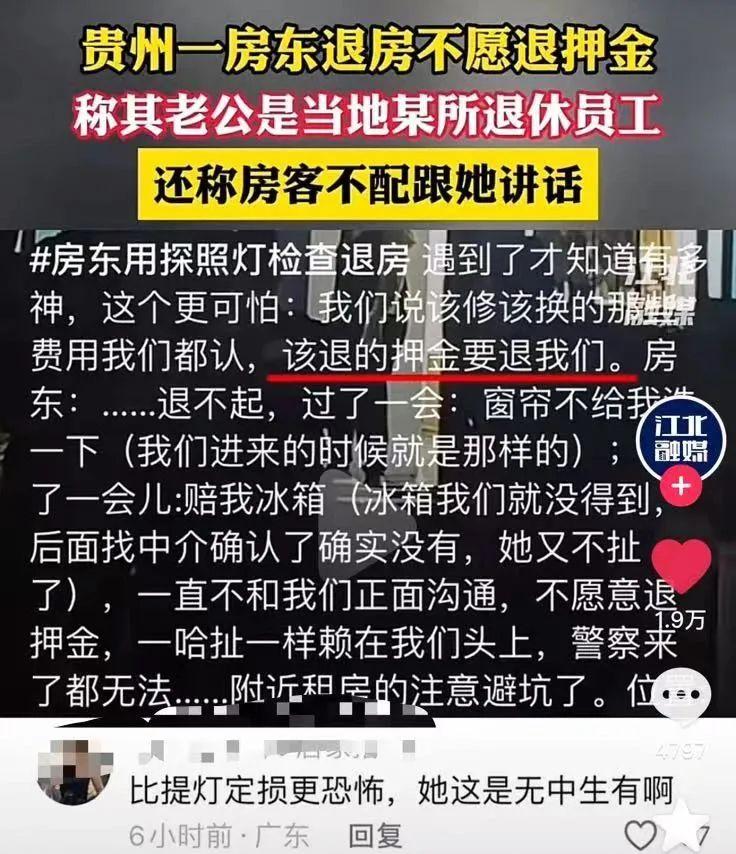 贵州一房东退房不愿退押金
称其老公是当地某所退休员工
还称房客不配跟她讲话
#房东用探照灯检查退房 遇到了才知道有多
神，这个更可怕：我们说该修该换的那
江北
融媒
费用我们都认，该退的押金要退我们。房
东：......退不起，过了一会：窗帘不给我洗
一下（我们进来的时候就是那样的）；
江北
融媒
了一会儿:赔我冰箱（冰箱我们就没得到，
后面找中介确认了确实没有，她又不扯
了），一直不和我们正面沟通，不愿意退
1.9万
押金，一哈扯一样赖在我们头上，警察来
了都无法......附近租房的注意避坑了。位置
4797
比提灯定损更恐怖，她这是无中生有啊
6小时前·广东 回复